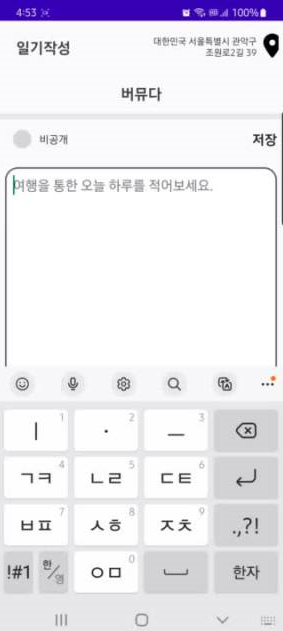 4:53 100%
일기작성
대한민국 서울특별시 관악구
조원로2길 39
버뮤다
비공개 저장
여행을 통한 오늘 하루를 적어보세요.
ㅣ 1 · 2 ㅡ 3
ㄱㅋ 4 ㄴㄹ 5 ㄷㅌ 6
ㅂㅍ 7 ㅅㅎ 8 ㅈㅊ 9 .,?!
!#1 한/영 ㅇㅁ 0 한자